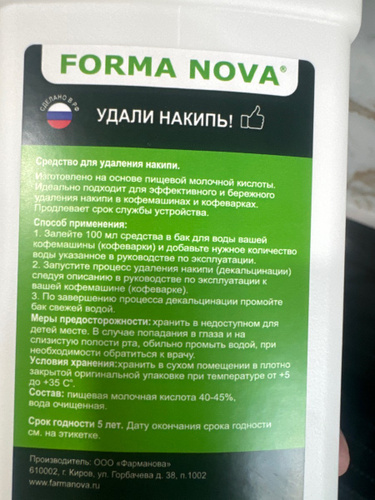 FORMA NOVA®
СДЕЛАНО В РФ
УДАЛИ НАКИПЬ!
Средство для удаления накипи.
Изготовлено на основе пищевой молочной кислоты.
Идеально подходит для эффективного и бережного
удаления накипи в кофемашинах и кофеварках.
Продлевает срок службы устройства.
Способ применения:
1. Залейте 100 мл средства в бак для воды вашей
кофемашины (кофеварки) и добавьте нужное количество
воды указанное в руководстве по эксплуатации.
2. Запустите процесс удаления накипи (декальцинации)
следуя описанию в руководстве по эксплуатации к
вашей кофемашине (кофеварке).
3. По завершению процесса декальцинации промойте
бак свежей водой.
Меры предосторожности: хранить в недоступном для
детей месте. В случае попадания в глаза и на
слизистую полости рта, обильно промыть водой, при
необходимости обратиться к врачу.
Условия хранения:хранить в сухом помещении в плотно
закрытой оригинальной упаковке при температуре от +5
до +35 С˚.
Состав: пищевая молочная кислота 40-45%,
вода очищенная.
Срок годности 5 лет. Дату окончания срока годности
см. на этикетке.
Производитель: ООО «Фарманова»
610002, г. Киров, ул. Горбачева д.38, п.1002
www.farmanova.ru